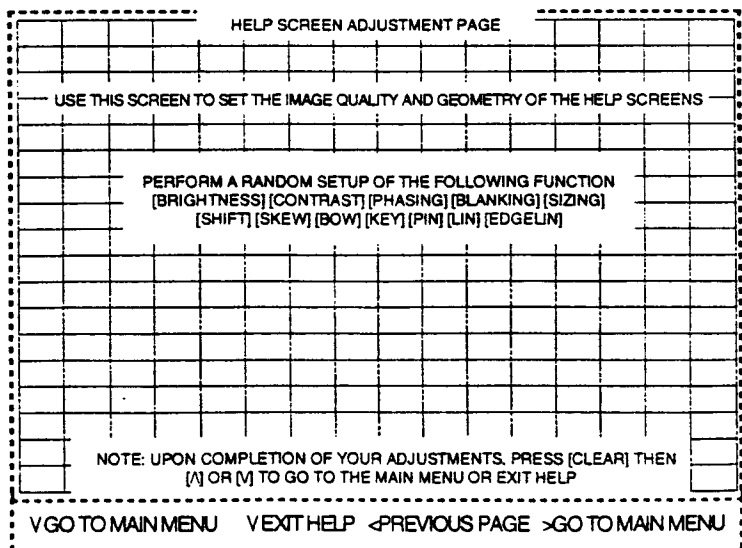 HELP SCREEN ADJUSTMENT PAGE
USE THIS SCREEN TO SET THE IMAGE QUALITY AND GEOMETRY OF THE HELP SCREENS
PERFORM A RANDOM SETUP OF THE FOLLOWING FUNCTION
[BRIGHTNESS] [CONTRAST] [PHASING] [BLANKING] [SIZING]
[SHIFT] [SKEW] [BOW] [KEY] [PIN] [LIN] [EDGELIN]
NOTE: UPON COMPLETION OF YOUR ADJUSTMENTS, PRESS [CLEAR] THEN
[Λ] OR [V] TO GO TO THE MAIN MENU OR EXIT HELP
V GO TO MAIN MENU V EXIT HELP <PREVIOUS PAGE >GO TO MAIN MENU